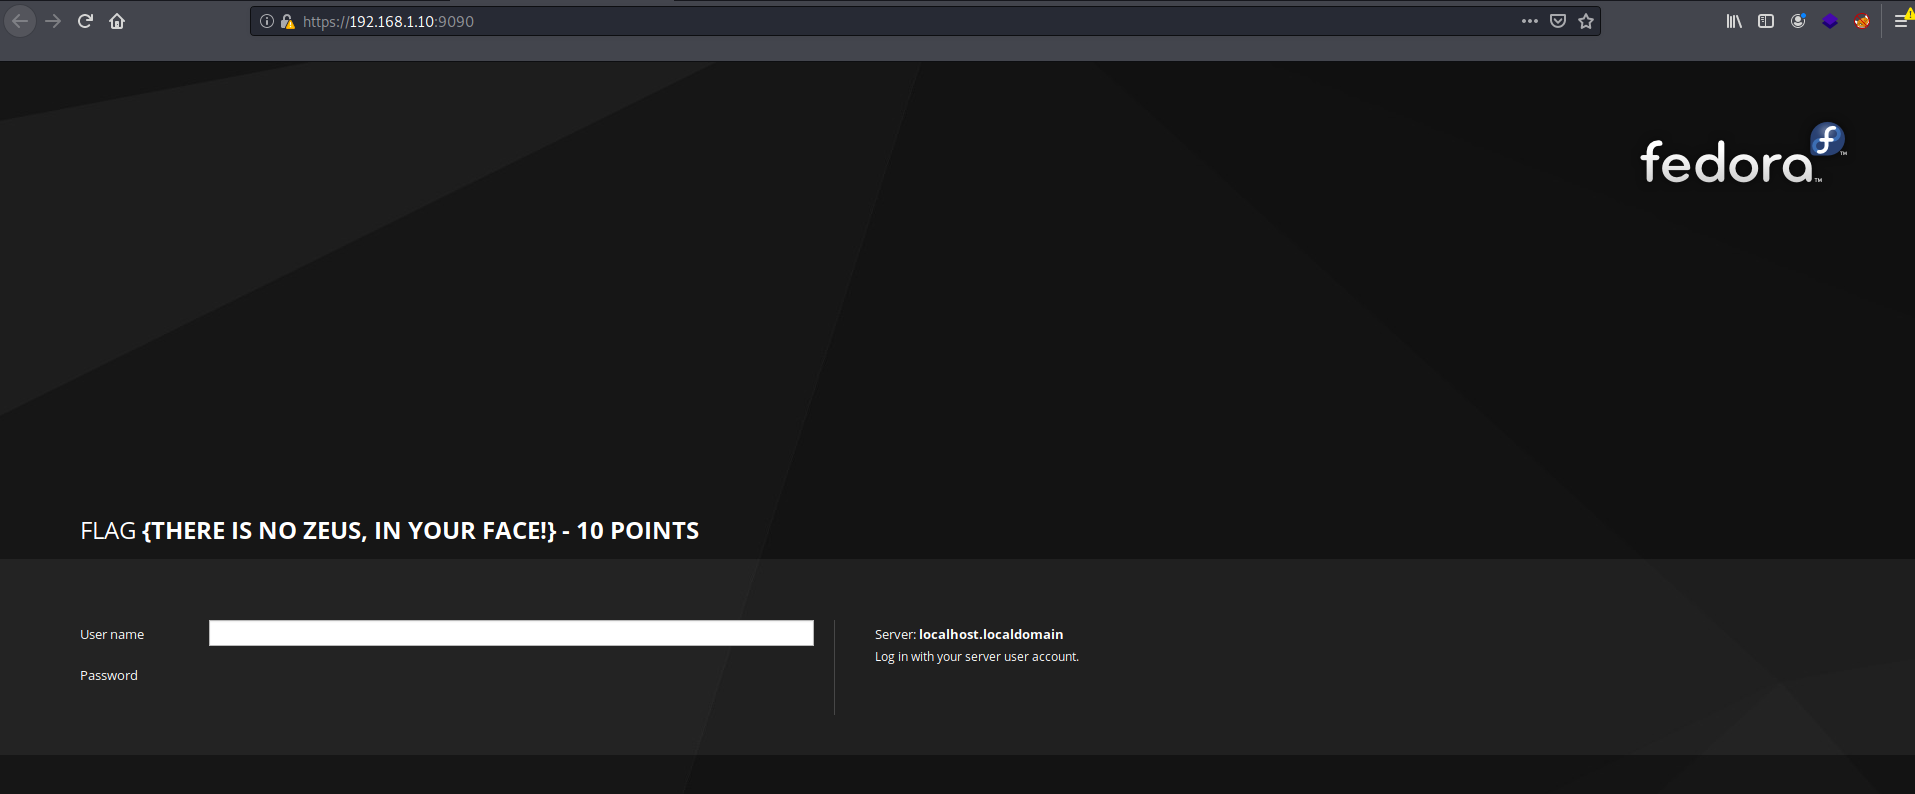 https://192.168.1.10:9090
fedora
FLAG {THERE IS NO ZEUS, IN YOUR FACE!} - 10 POINTS
User name
Password
Server: localhost.localdomain
Log in with your server user account.